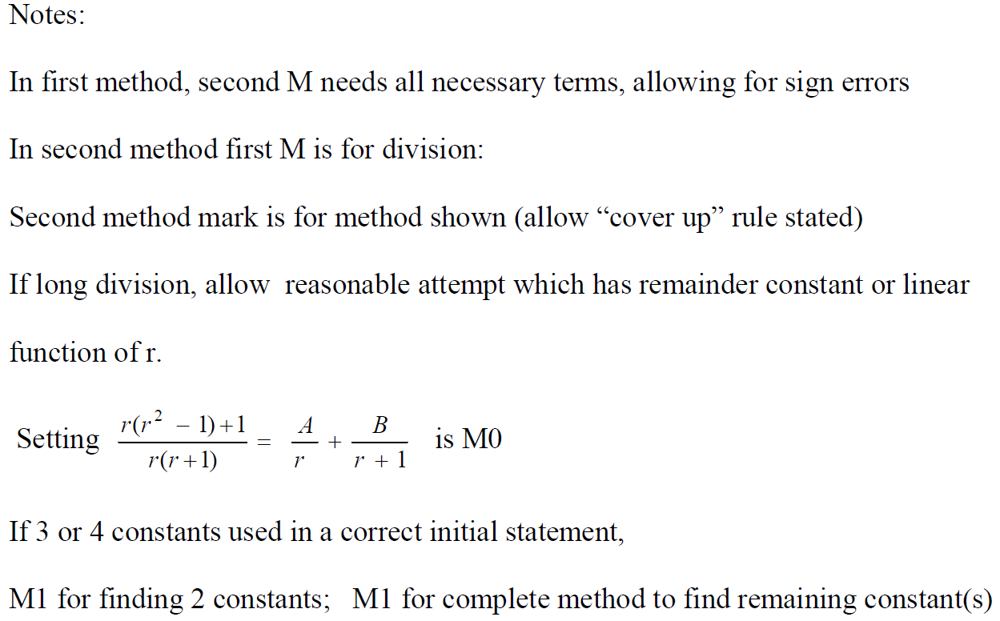 Notes:
In first method, second M needs all necessary terms, allowing for sign errors
In second method first M is for division:
Second method mark is for method shown (allow “cover up” rule stated)
If long division, allow  reasonable attempt which has remainder constant or linear
function of r.
Setting \frac{r(r^2 - 1)+1}{r(r+1)} = \frac{A}{r} + \frac{B}{r + 1} is M0
If 3 or 4 constants used in a correct initial statement,
M1 for finding 2 constants;   M1 for complete method to find remaining constant(s)